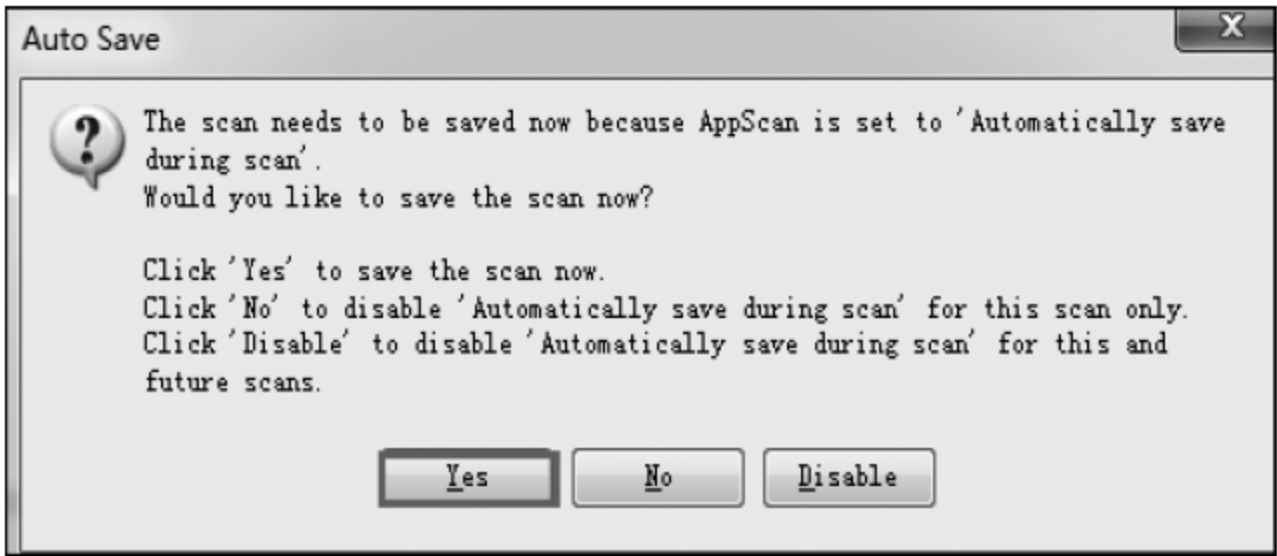 Auto Save
X
The scan needs to be saved now because AppScan is set to 'Automatically save
during scan'.
Would you like to save the scan now?
Click 'Yes' to save the scan now.
Click 'No' to disable 'Automatically save during scan' for this scan only.
Click 'Disable' to disable 'Automatically save during scan' for this and
future scans.
Yes No Disable